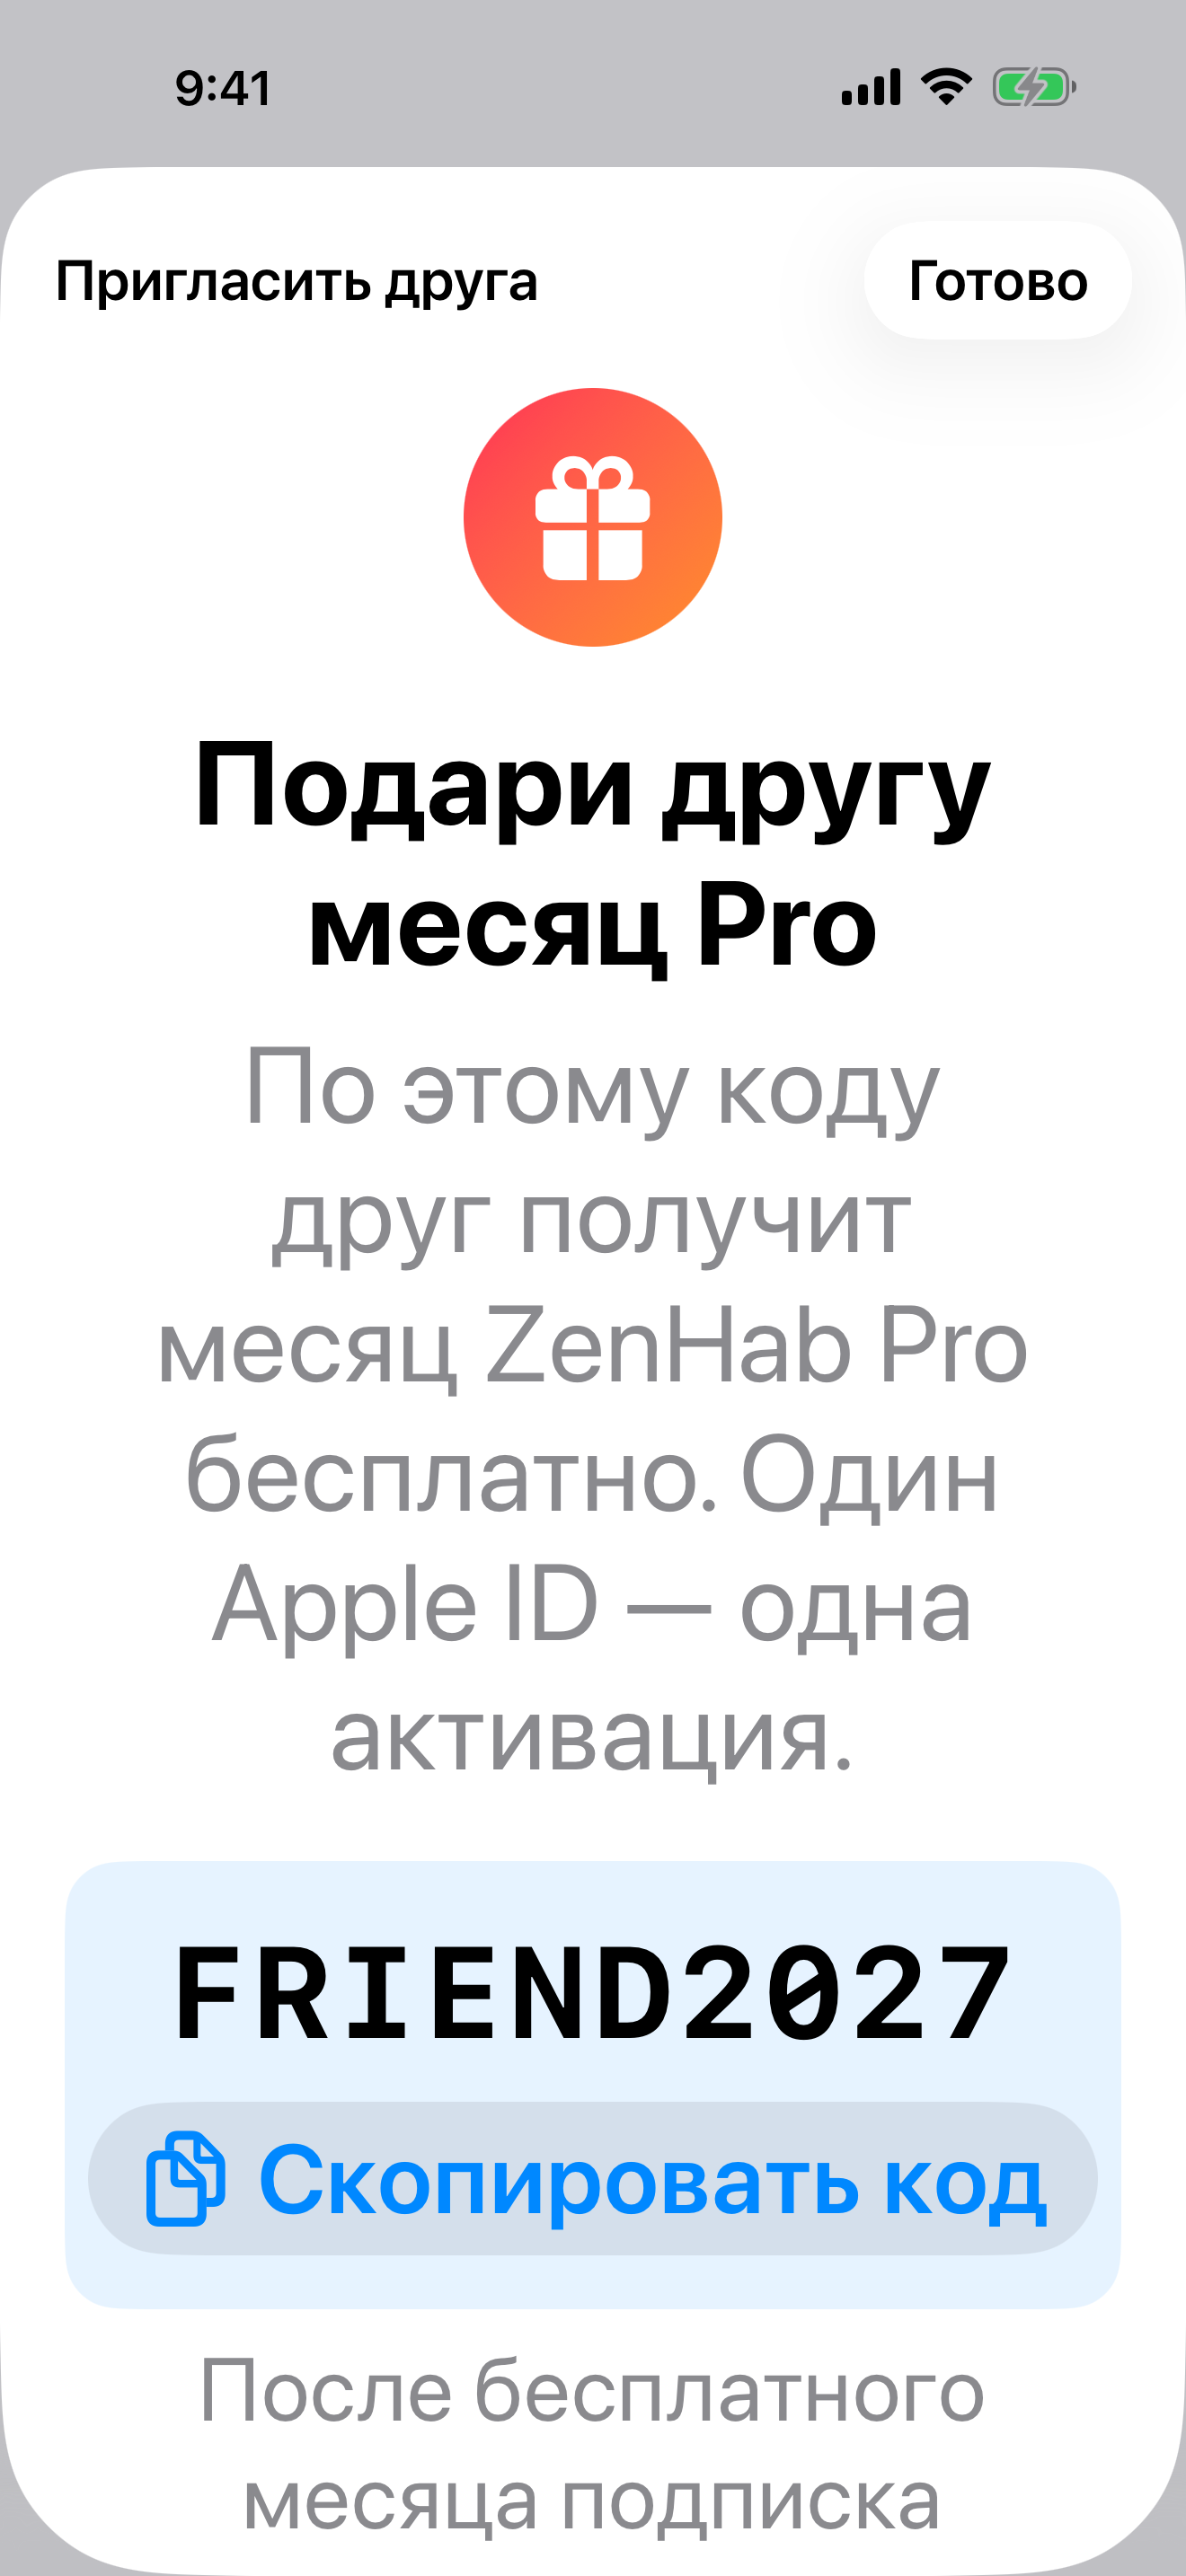 9:41
Пригласить друга
Готово
Подари другу
месяц Pro
По этому коду
друг получит
месяц ZenHab Pro
бесплатно. Один
Apple ID — одна
активация.
FRIEND2027
Скопировать код
После бесплатного
месяца подписка